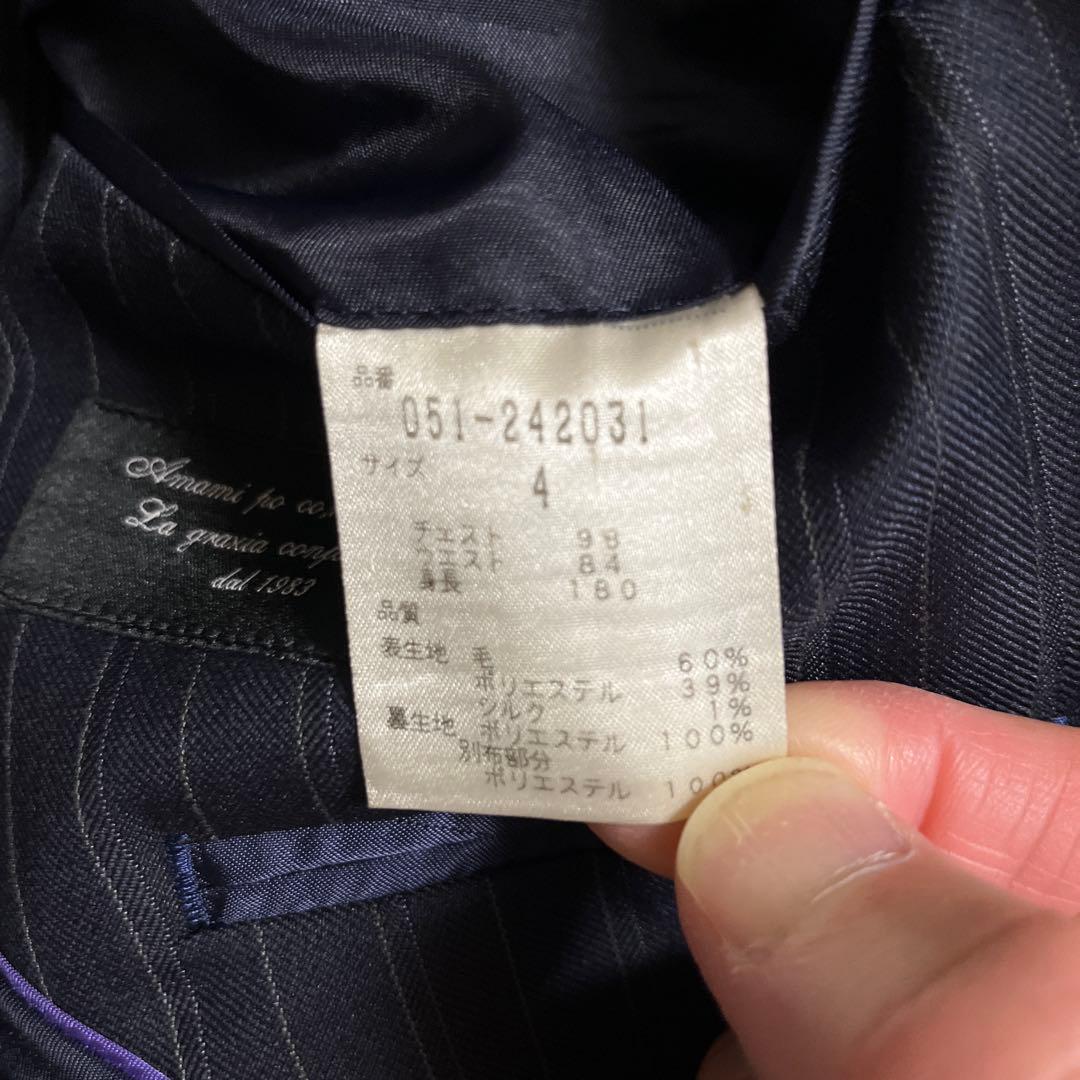 品番
051-242031
サイズ
4
チェスト 98
ウエスト 84
身長 180
品質
表生地 毛 60%
ポリエステル 39%
シルク 1%
裏生地 ポリエステル 100%
別布部分
ポリエステル 100%
Amami po
La grazia
dal 1983